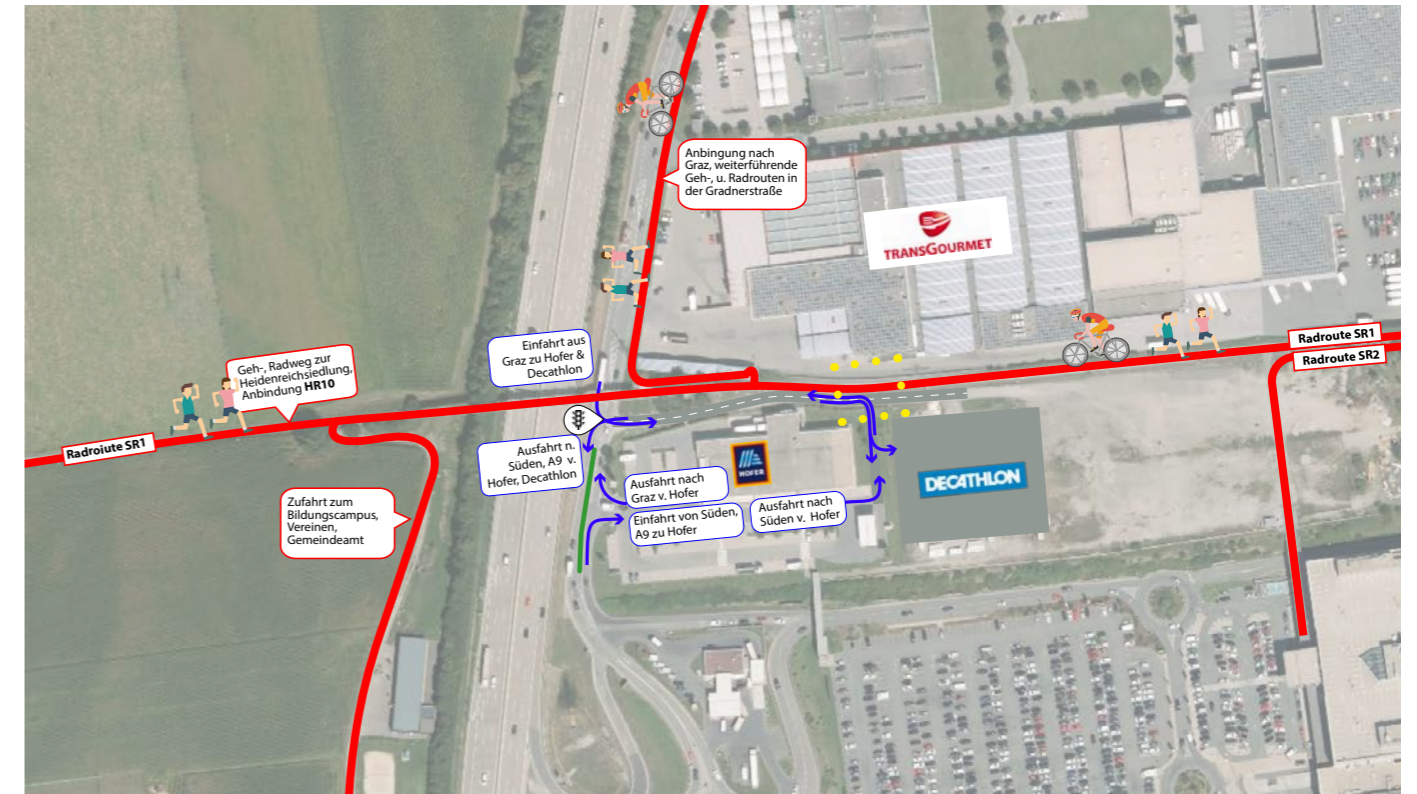 Anbingung nach
Graz, weiterführende
Geh-, u. Radrouten in
der Gradnerstraße
TRANSGOURMET
Einfahrt aus
Graz zu Hofer &
Decathlon
Radroute SR1
Radroute SR2
Geh-, Radweg zur
Heidenreichsiedlung,
Anbindung HR10
Radroiute SR1
Ausfahrt n.
Süden, A9 v.
Hofer, Decathlon
HOFER
DECATHLON
Ausfahrt nach
Graz v. Hofer
Einfahrt von Süden,
A9 zu Hofer
Ausfahrt nach
Süden v. Hofer
Zufahrt zum
Bildungscampus,
Vereinen,
Gemeindeamt